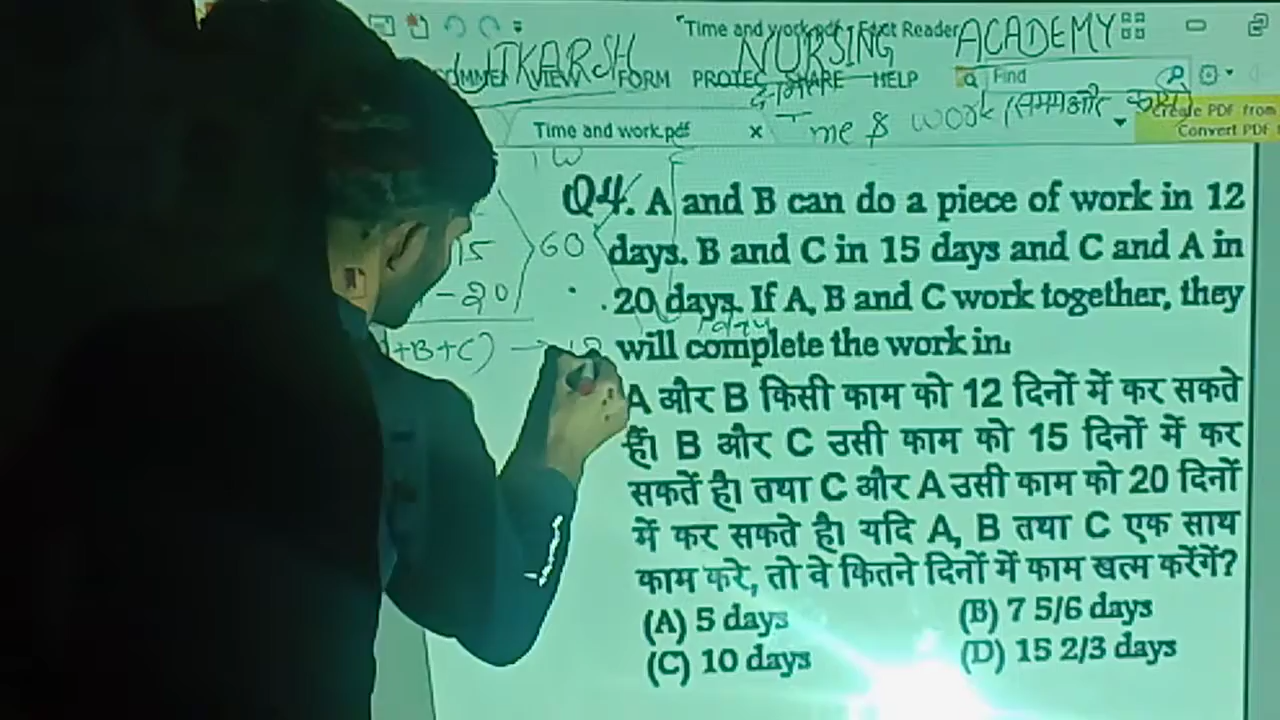 Time and work.pdf - Foxit Reader
UTKARSH NURSING ACADEMY
VIEW FORM PROTEC SHARE HELP
Find
Time & work (समय और कार्य)
Create PDF from
Convert PDF
Time and work.pdf x
Q4. A and B can do a piece of work in 12
15 60 days. B and C in 15 days and C and A in
- 20 20 days. If A, B and C work together, they
1day
+B+C) → will complete the work in:
A और B किसी काम को 12 दिनों में कर सकते
हैं। B और C उसी काम को 15 दिनों में कर
सकतें है। तथा C और A उसी काम को 20 दिनों
में कर सकते है। यदि A, B तथा C एक साथ
काम करे, तो वे कितने दिनों में काम खत्म करेंगें?
(A) 5 days (B) 7 5/6 days
(C) 10 days (D) 15 2/3 days